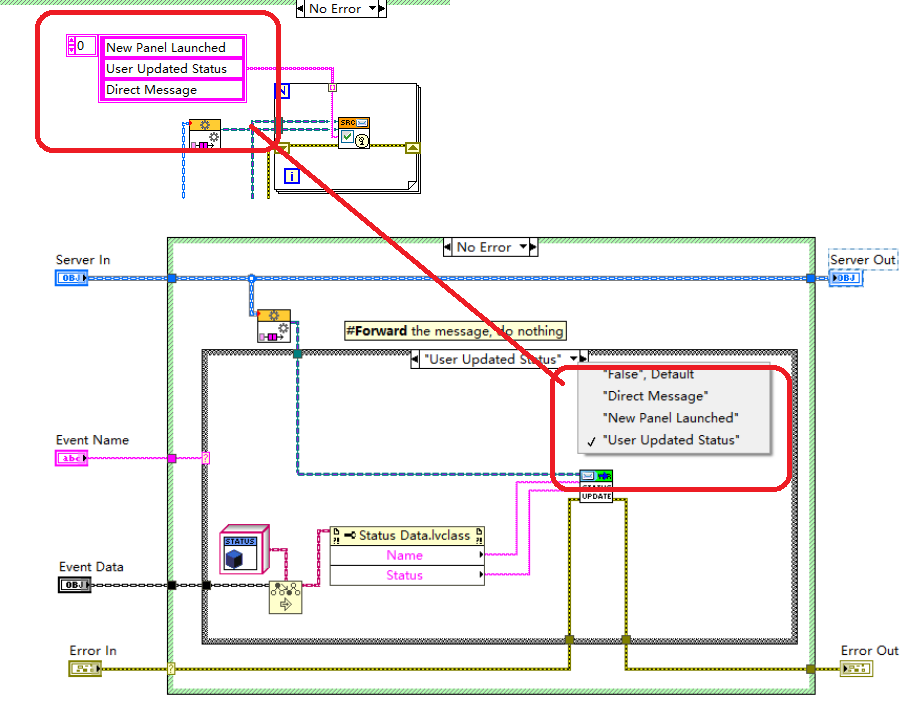 No Error
0
New Panel Launched
User Updated Status
Direct Message
N
SRC
i
No Error
Server In
Server Out
OBJ
OBJ
#Forward the message, do nothing
"User Updated Status"
"False", Default
"Direct Message"
"New Panel Launched"
"User Updated Status"
Event Name
abc
?
STATUS
UPDATE
STATUS
Status Data.lvclass
Name
Status
Event Data
OBJ
Error In
Error Out
?